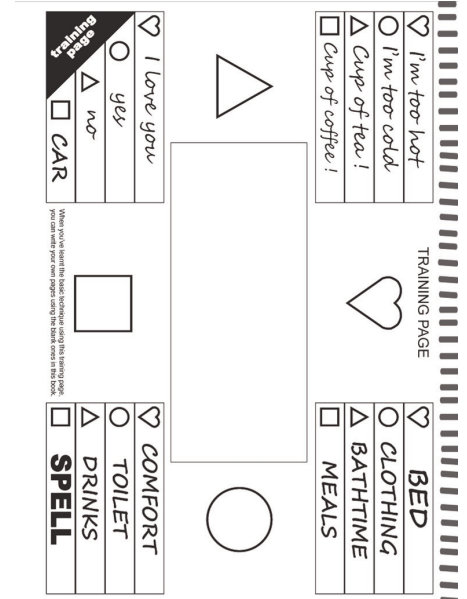 I'm too hot
I'm too cold
Cup of tea !
Cup of coffee !
TRAINING PAGE
BED
CLOTHING
BATHTIME
MEALS
I love you
yes
no
CAR
training
page
When you've learnt the basic technique using this training page,
you can write your own pages using the blank ones in this book.
COMFORT
TOILET
DRINKS
SPELL